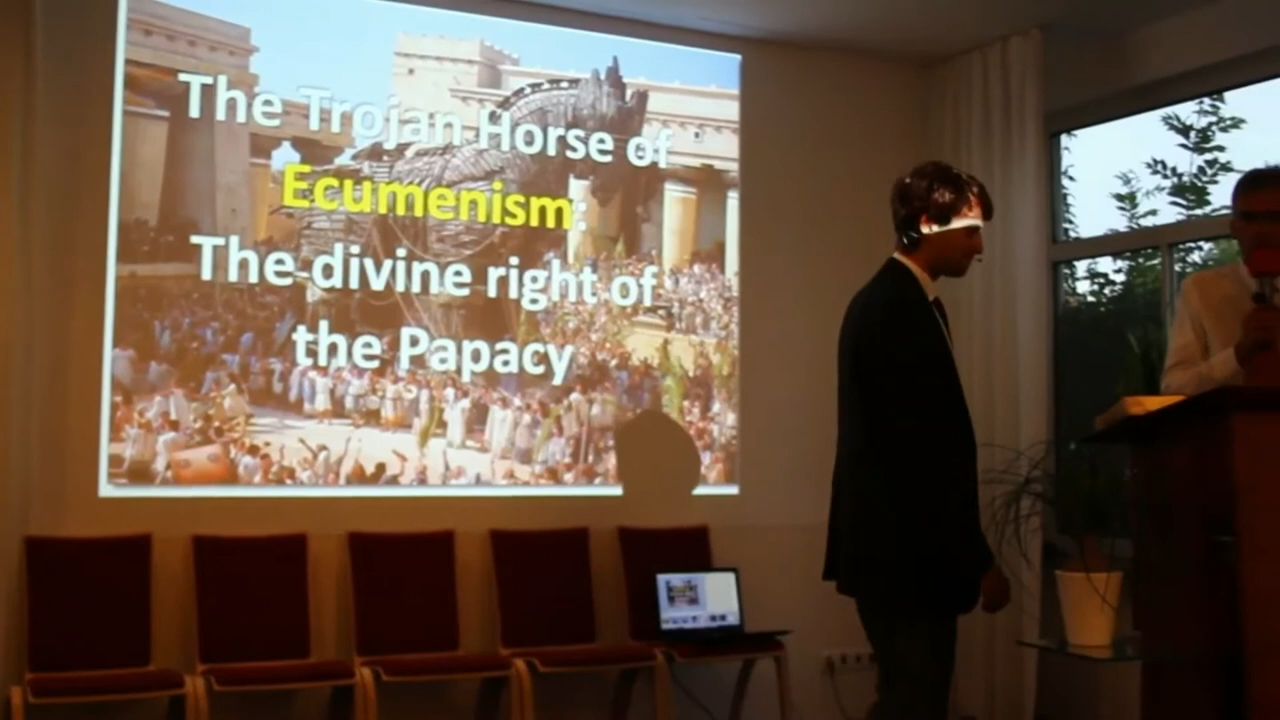 The Trojan Horse of
Ecumenism:
The divine right of
the Papacy